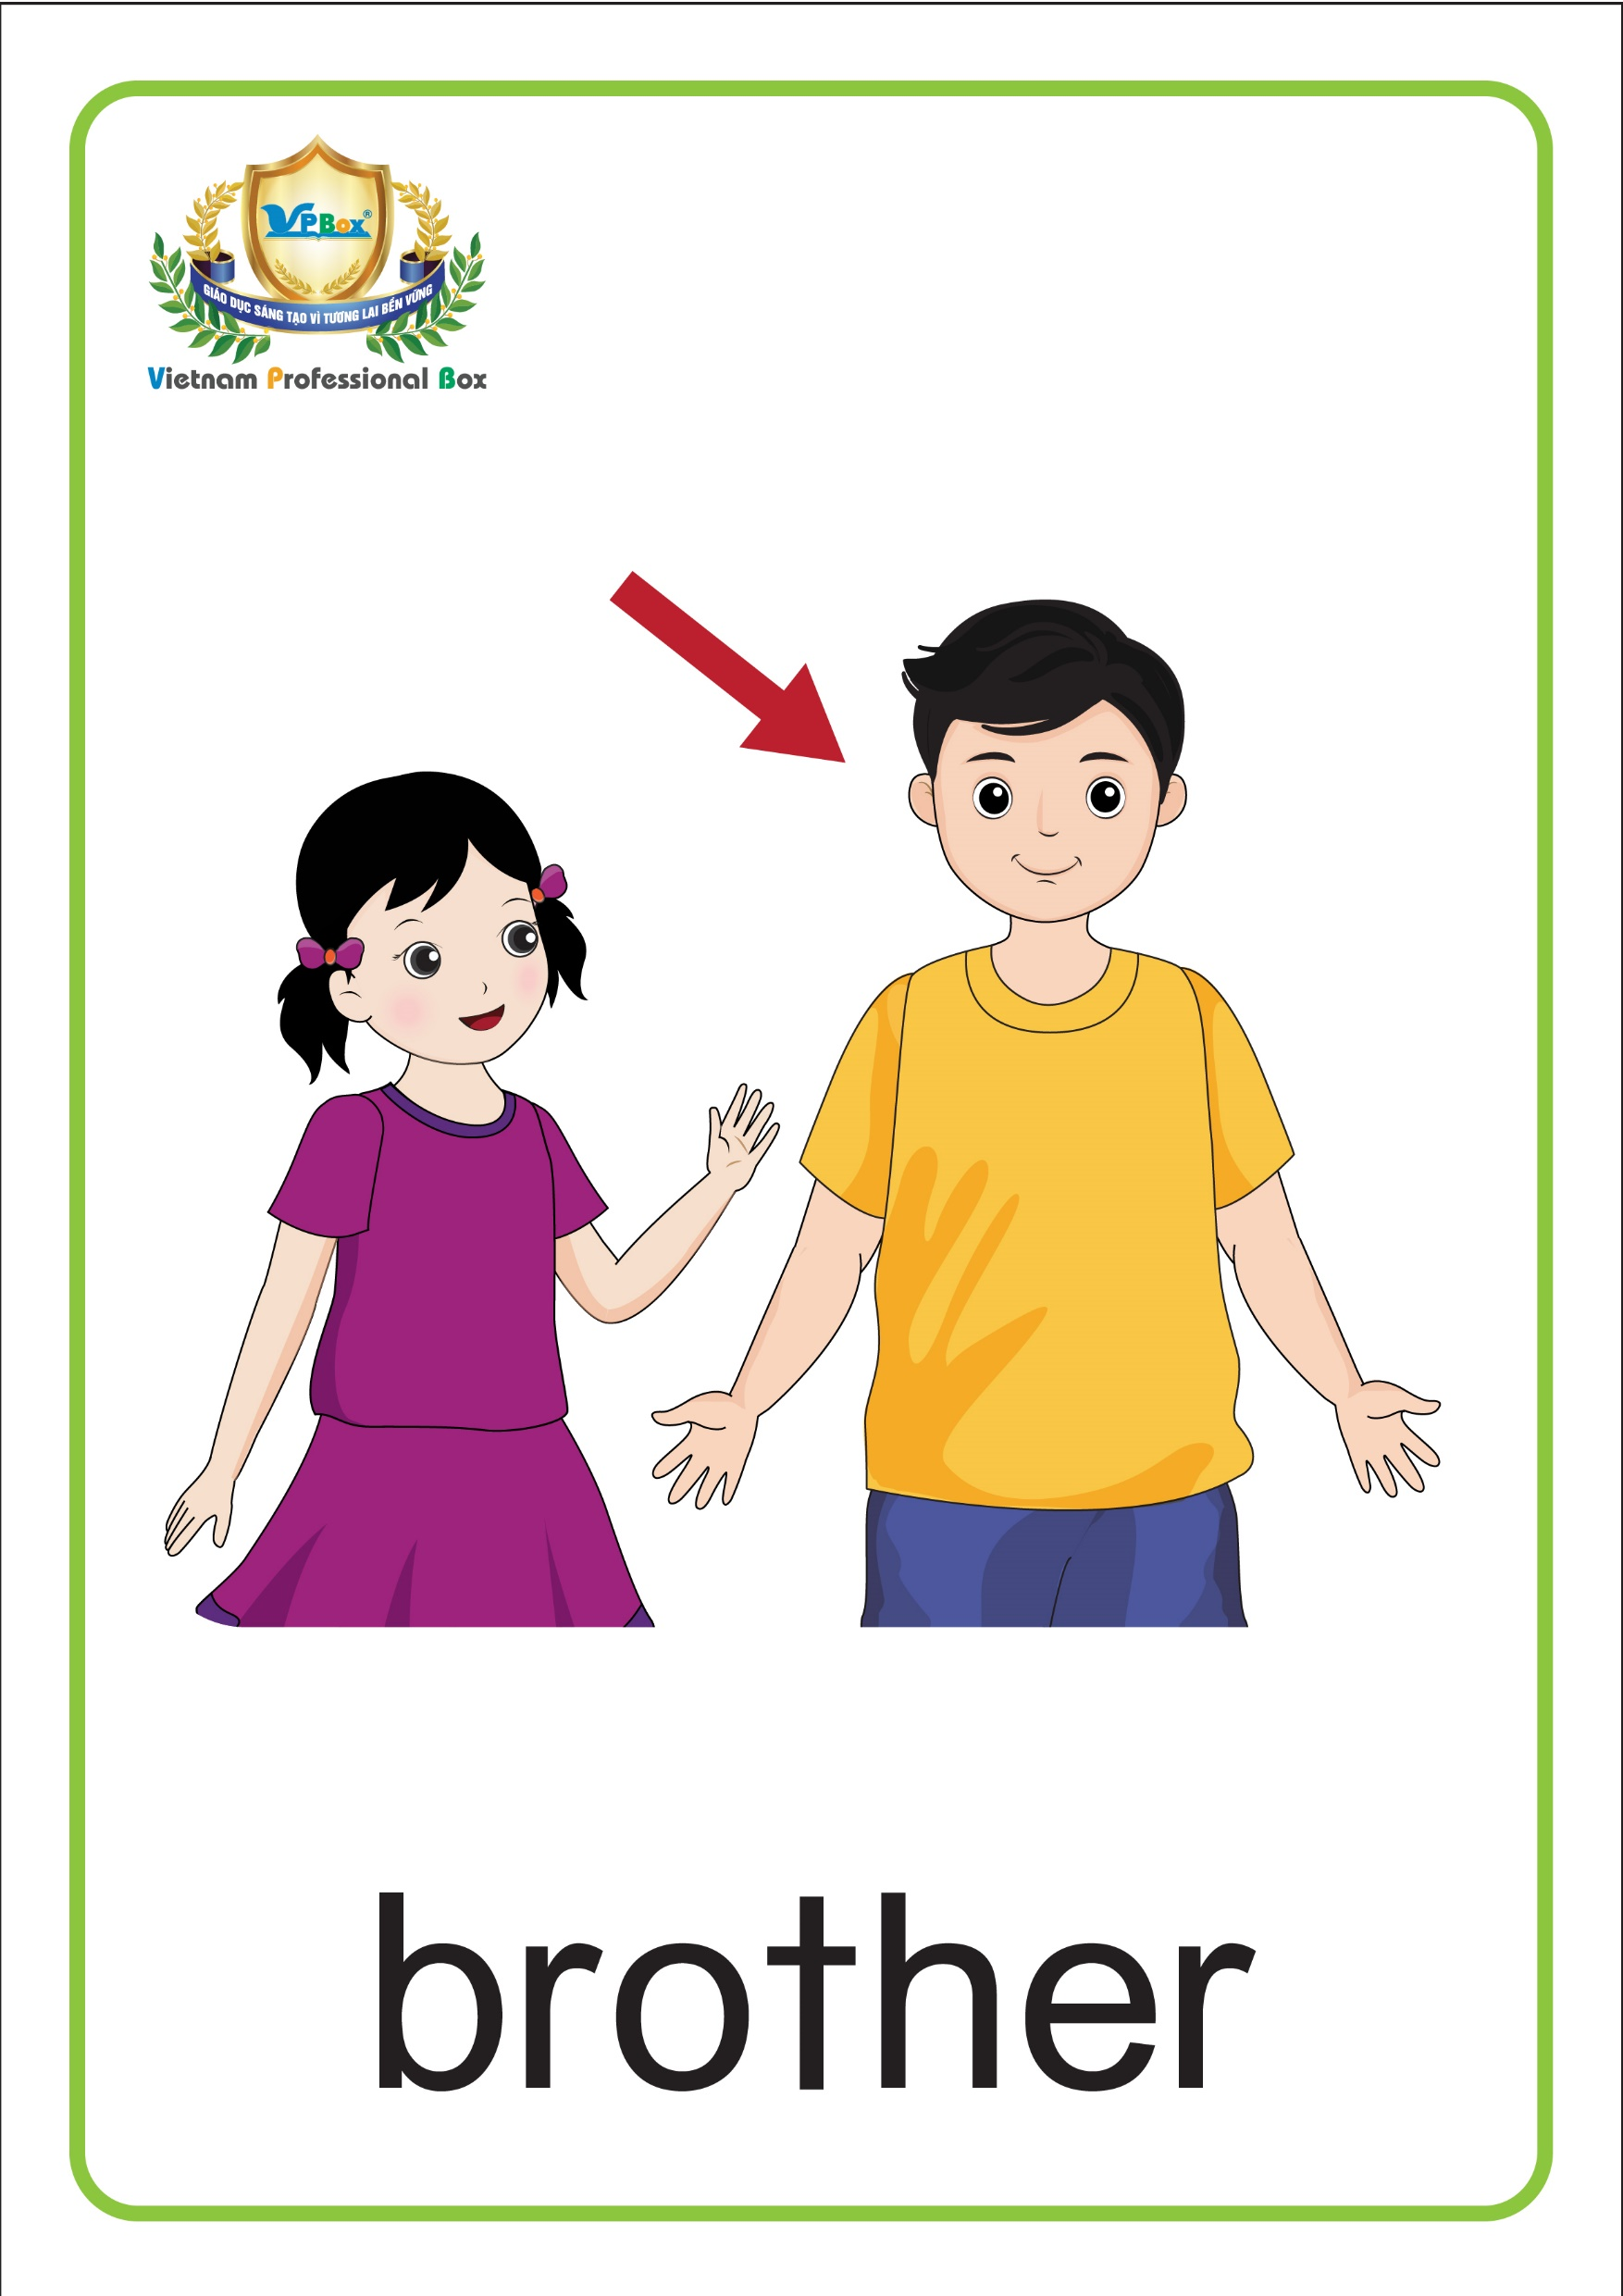 VPBox®
GIÁO DỤC SÁNG TẠO VÌ TƯƠNG LAI BỀN VỮNG
Vietnam Professional Box
brother